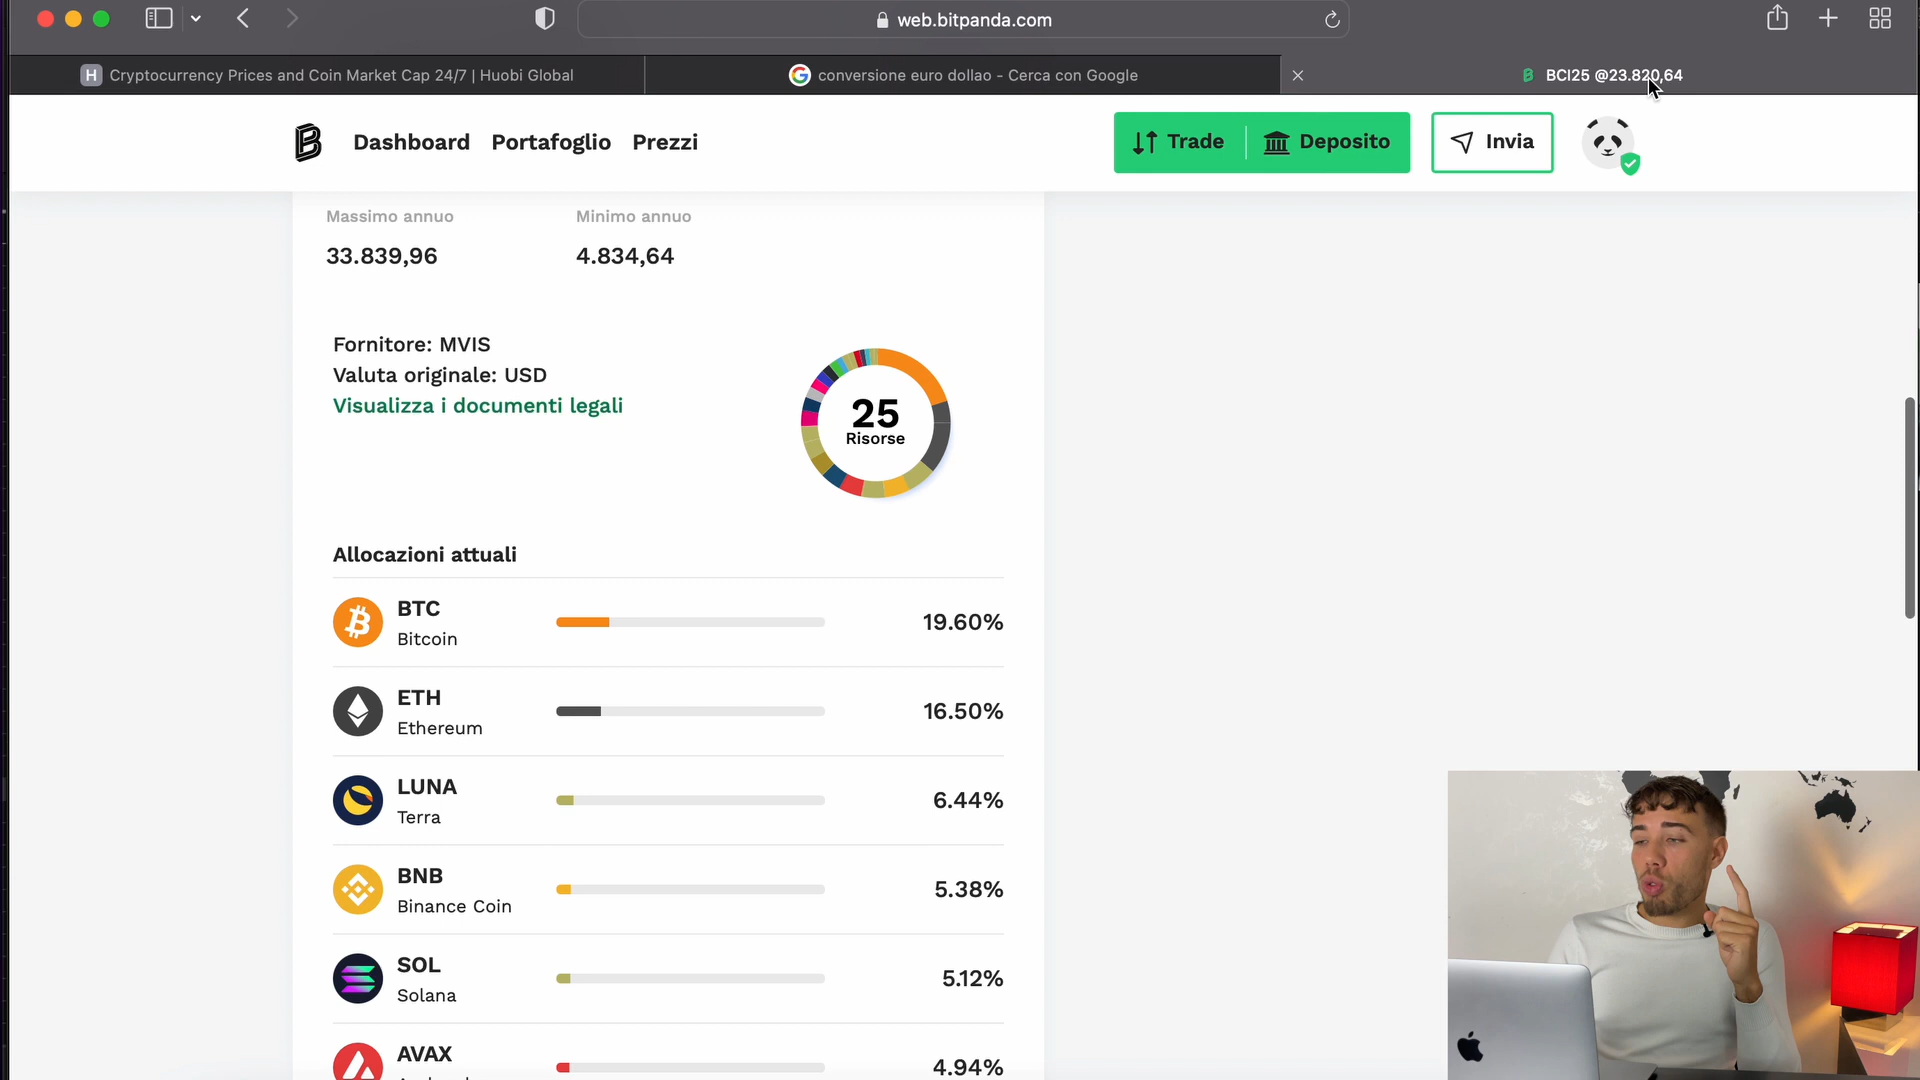 web.bitpanda.com
H Cryptocurrency Prices and Coin Market Cap 24/7 | Huobi Global
conversione euro dollao - Cerca con Google
BCI25 @23.820,64
Dashboard Portafoglio Prezzi
Trade Deposito Invia
Massimo annuo Minimo annuo
33.839,96 4.834,64
Fornitore: MVIS
Valuta originale: USD
Visualizza i documenti legali
25
Risorse
Allocazioni attuali
BTC
Bitcoin
19.60%
ETH
Ethereum
16.50%
LUNA
Terra
6.44%
BNB
Binance Coin
5.38%
SOL
Solana
5.12%
AVAX
4.94%